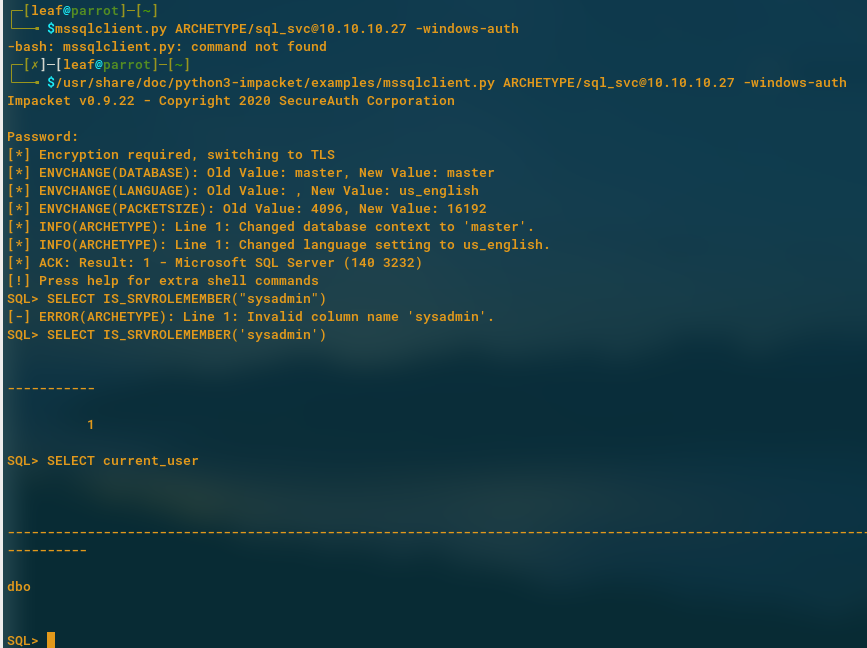 ┌─[leaf@parrot]─[~]
└──╼ $mssqlclient.py ARCHETYPE/sql_svc@10.10.10.27 -windows-auth
-bash: mssqlclient.py: command not found
┌─[✗]─[leaf@parrot]─[~]
└──╼ $/usr/share/doc/python3-impacket/examples/mssqlclient.py ARCHETYPE/sql_svc@10.10.10.27 -windows-auth
Impacket v0.9.22 - Copyright 2020 SecureAuth Corporation
Password:
[*] Encryption required, switching to TLS
[*] ENVCHANGE(DATABASE): Old Value: master, New Value: master
[*] ENVCHANGE(LANGUAGE): Old Value: , New Value: us_english
[*] ENVCHANGE(PACKETSIZE): Old Value: 4096, New Value: 16192
[*] INFO(ARCHETYPE): Line 1: Changed database context to 'master'.
[*] INFO(ARCHETYPE): Line 1: Changed language setting to us_english.
[*] ACK: Result: 1 - Microsoft SQL Server (140 3232)
[!] Press help for extra shell commands
SQL> SELECT IS_SRVROLEMEMBER("sysadmin")
[-] ERROR(ARCHETYPE): Line 1: Invalid column name 'sysadmin'.
SQL> SELECT IS_SRVROLEMEMBER('sysadmin')
-----------
1
SQL> SELECT current_user
------------------------------------------------------------------------------------------------------------
----------
dbo
SQL>